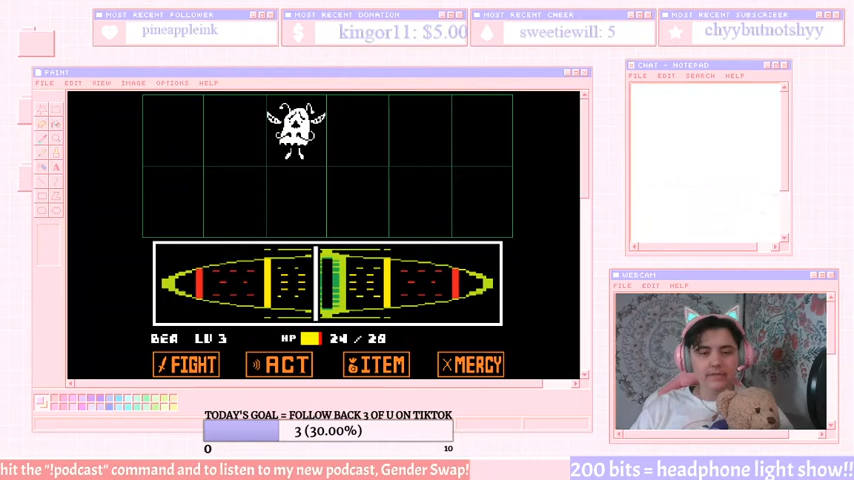 MOST RECENT FOLLOWER
pineappleink
MOST RECENT DONATION
kingor11: $5.00
MOST RECENT CHEER
sweetiewill: 5
MOST RECENT SUBSCRIBER
chyybutnotshyy
PAINT
FILE EDIT VIEW IMAGE OPTIONS HELP
CHAT - NOTEPAD
FILE EDIT SEARCH HELP
BEA LV 3 HP 24 / 28
FIGHT ACT ITEM MERCY
WEBCAM
FILE EDIT HELP
TODAY'S GOAL = FOLLOW BACK 3 OF U ON TIKTOK
3 (30.00%)
0 10
hit the "!podcast" command and to listen to my new podcast, Gender Swap!
200 bits = headphone light show!!